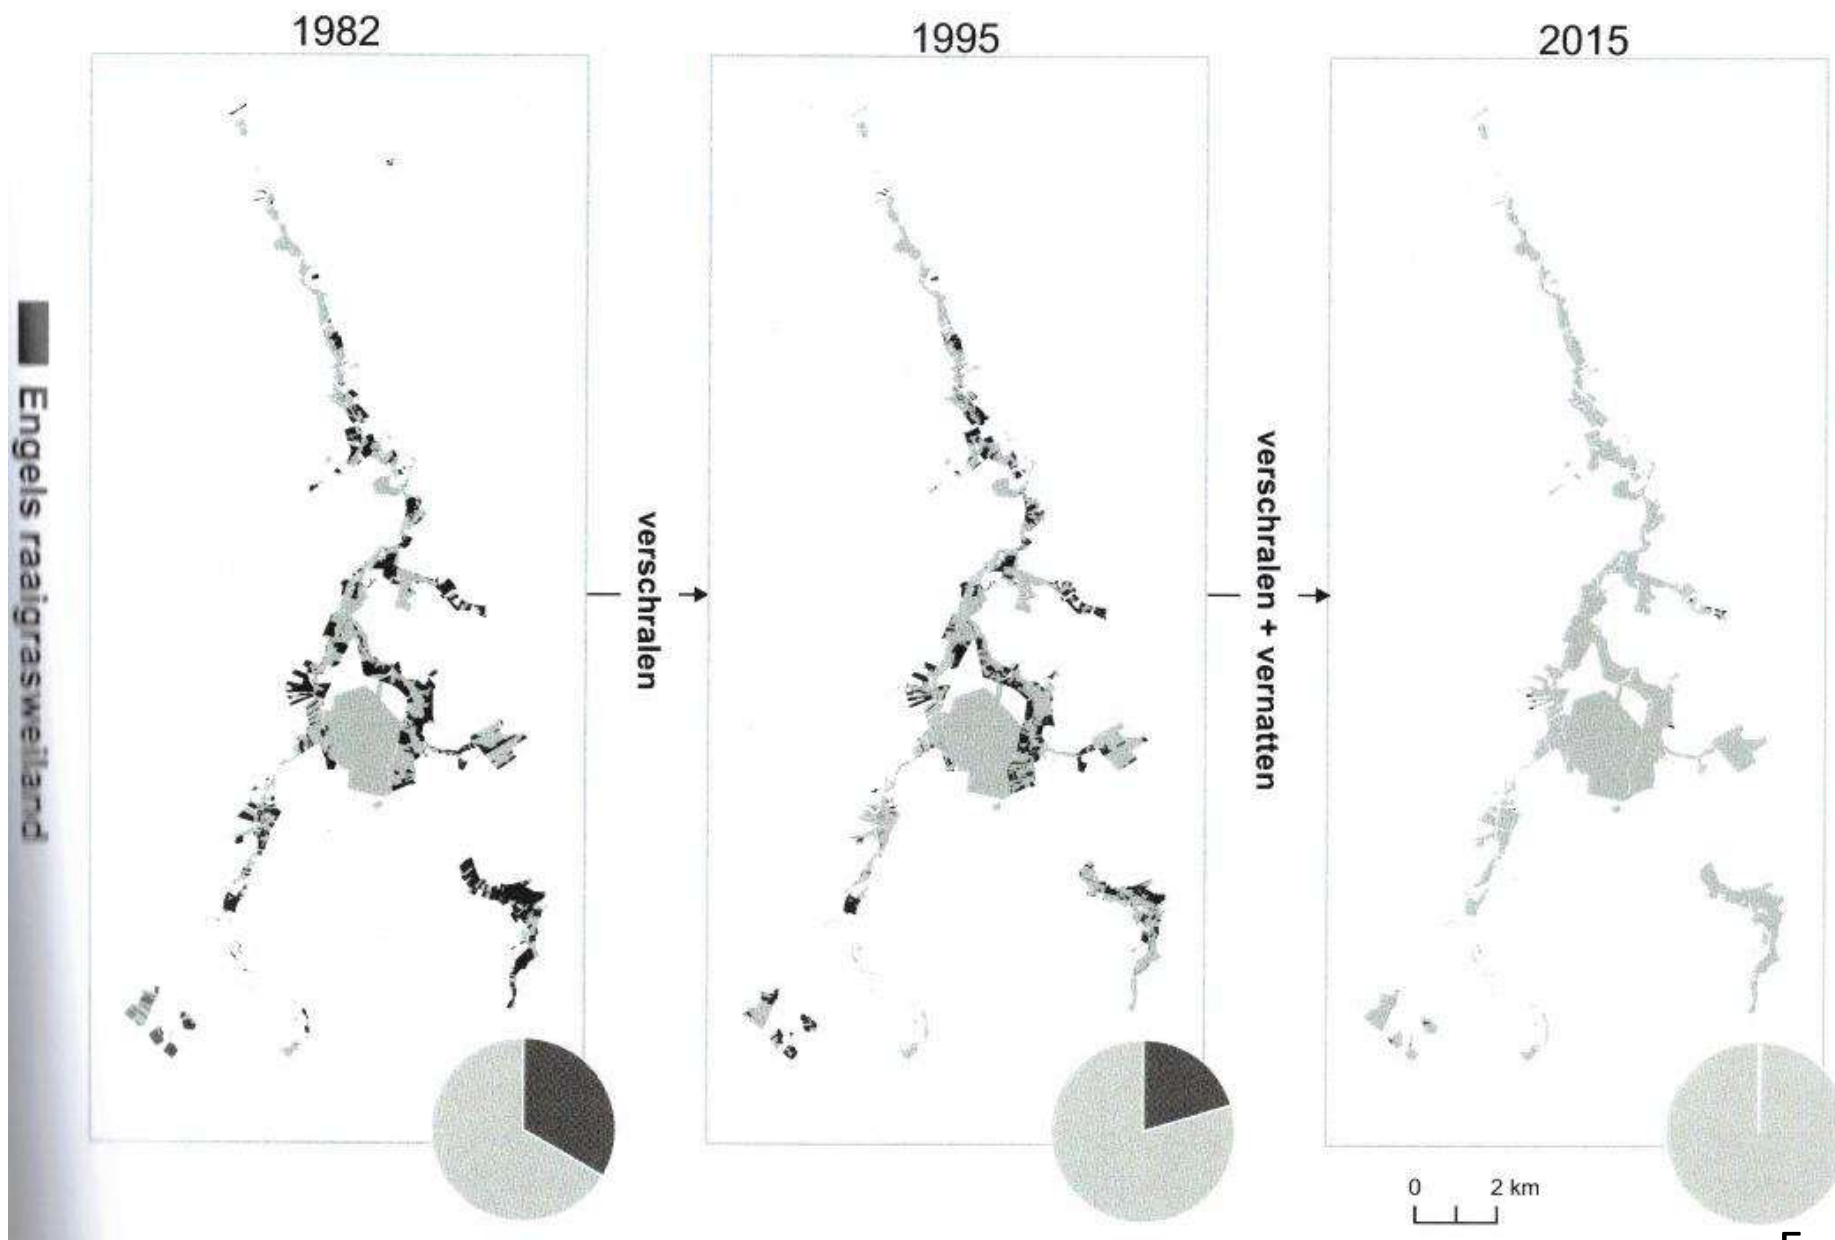 1982
1995
2015
Engels raaigrasweiland
verschralen
verschralen + vernatten
0 2 km